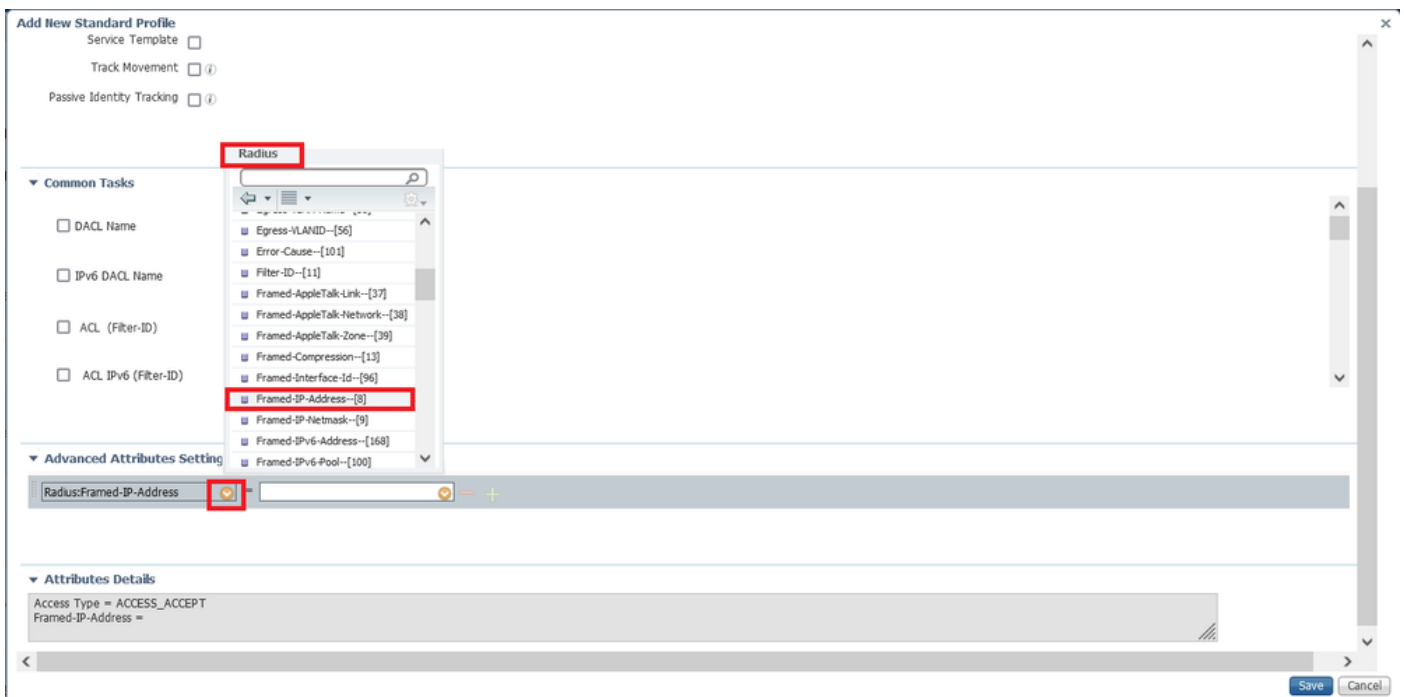 Add New Standard Profile
Service Template
Track Movement
Passive Identity Tracking
Radius
Common Tasks
DACL Name
IPv6 DACL Name
ACL (Filter-ID)
ACL IPv6 (Filter-ID)
Egress-VLANID--[56]
Error-Cause--[101]
Filter-ID--[11]
Framed-AppleTalk-Link--[37]
Framed-AppleTalk-Network--[38]
Framed-AppleTalk-Zone--[39]
Framed-Compression--[13]
Framed-Interface-Id--[96]
Framed-IP-Address--[8]
Framed-IP-Netmask--[9]
Framed-IPv6-Address--[168]
Framed-IPv6-Pool--[100]
Advanced Attributes Setting
Radius:Framed-IP-Address =
Attributes Details
Access Type = ACCESS_ACCEPT
Framed-IP-Address =
Save Cancel